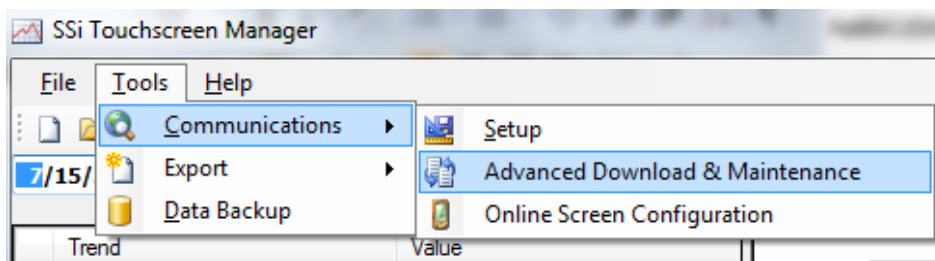 SSi Touchscreen Manager
File Tools Help
Communications Setup
Export Advanced Download & Maintenance
7/15/
Data Backup Online Screen Configuration
Trend Value